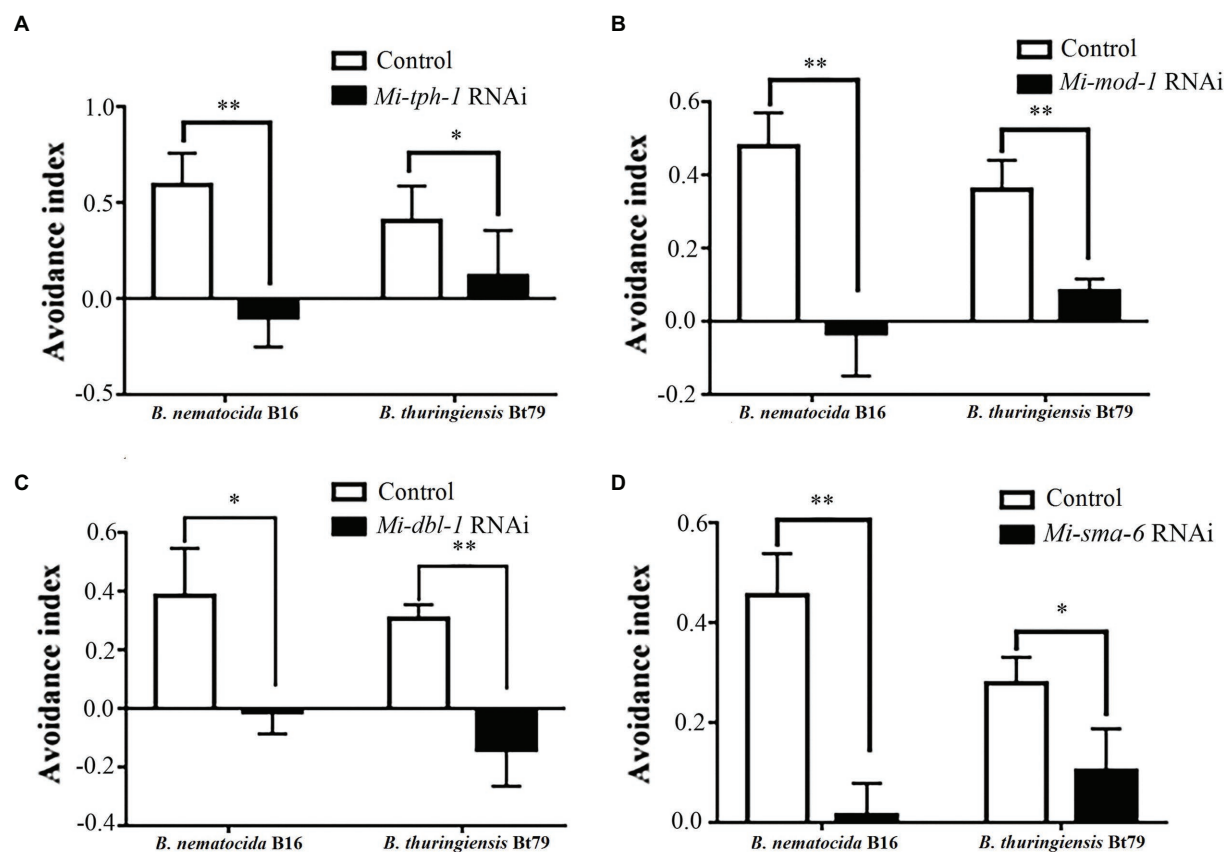 A
Control
Mi-tph-1 RNAi
**
*
1.0
0.5
0.0
-0.5
Avoidance index
B. nematocida B16
B. thuringiensis Bt79
B
Control
Mi-mod-1 RNAi
**
**
0.6
0.4
0.2
0.0
-0.2
Avoidance index
B. nematocida B16
B. thuringiensis Bt79
C
Control
Mi-dbl-1 RNAi
*
**
0.6
0.4
0.2
0.0
-0.2
-0.4
Avoidance index
B. nematocida B16
B. thuringiensis Bt79
D
Control
Mi-sma-6 RNAi
**
*
0.6
0.4
0.2
0.0
Avoidance index
B. nematocida B16
B. thuringiensis Bt79